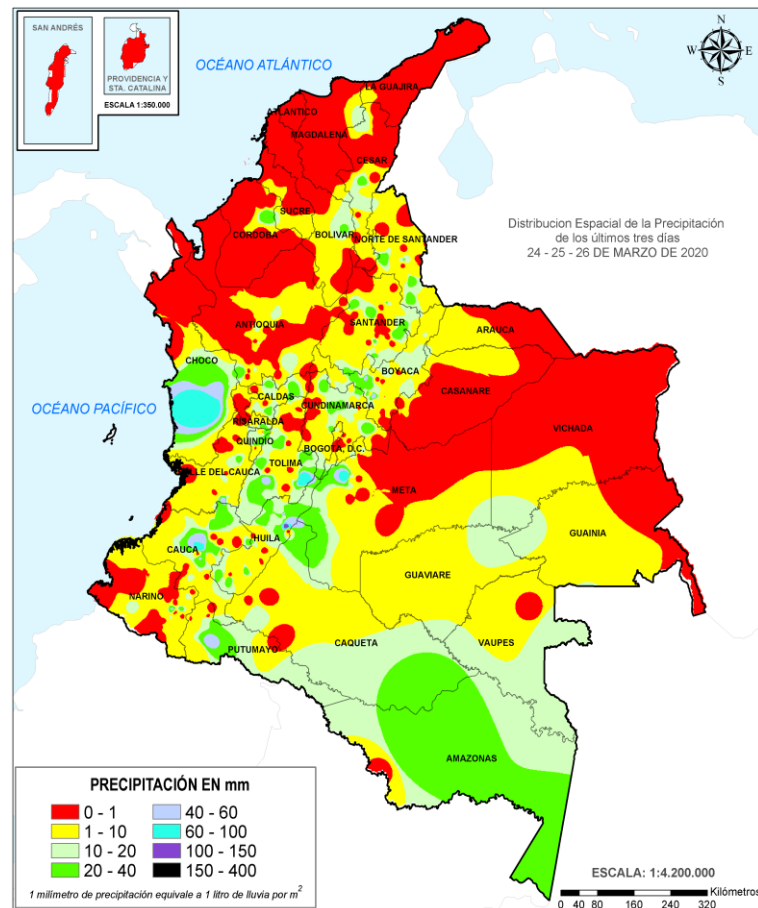 SAN ANDRÉS
PROVIDENCIA Y
STA. CATALINA
ESCALA 1:350.000
OCÉANO ATLÁNTICO
N
W E
S
LA GUAJIRA
ATLANTICO
MAGDALENA
CESAR
SUCRE
CORDOBA
BOLIVAR
NORTE DE SANTANDER
Distribucion Espacial de la Precipitación
de los últimos tres días
24 - 25 - 26 DE MARZO DE 2020
ANTIOQUIA
SANTANDER
ARAUCA
CHOCO
BOYACA
CASANARE
OCÉANO PACÍFICO
CALDAS
CUNDINAMARCA
RISARALDA
VICHADA
QUINDIO
BOGOTA, D.C.
TOLIMA
VALLE DEL CAUCA
META
GUAINIA
HUILA
CAUCA
GUAVIARE
NARIÑO
CAQUETA
VAUPES
PUTUMAYO
AMAZONAS
PRECIPITACIÓN EN mm
0 - 1 40 - 60
1 - 10 60 - 100
10 - 20 100 - 150
20 - 40 150 - 400
1 milímetro de precipitación equivale a 1 litro de lluvia por m²
ESCALA: 1:4.200.000
0 40 80 160 240 320 Kilómetros